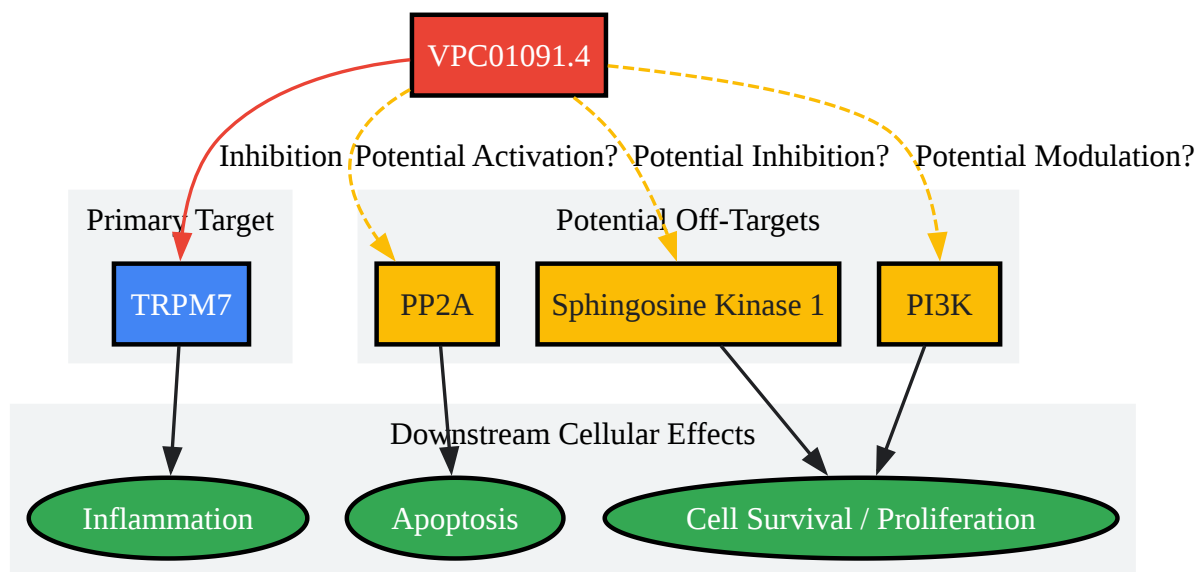 VPC01091.4
Inhibition
Potential Activation?
Potential Inhibition?
Potential Modulation?
Primary Target
Potential Off-Targets
TRPM7
PP2A
Sphingosine Kinase 1
PI3K
Downstream Cellular Effects
Inflammation
Apoptosis
Cell Survival / Proliferation